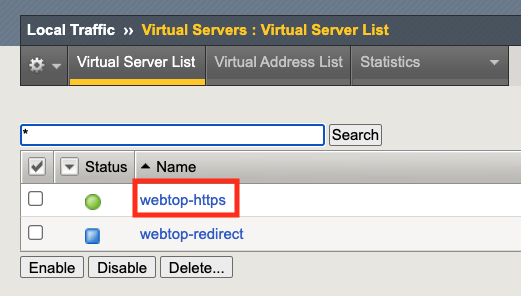 Local Traffic ›› Virtual Servers : Virtual Server List
Virtual Server List Virtual Address List Statistics
* Search
Status Name
webtop-https
webtop-redirect
Enable Disable Delete...